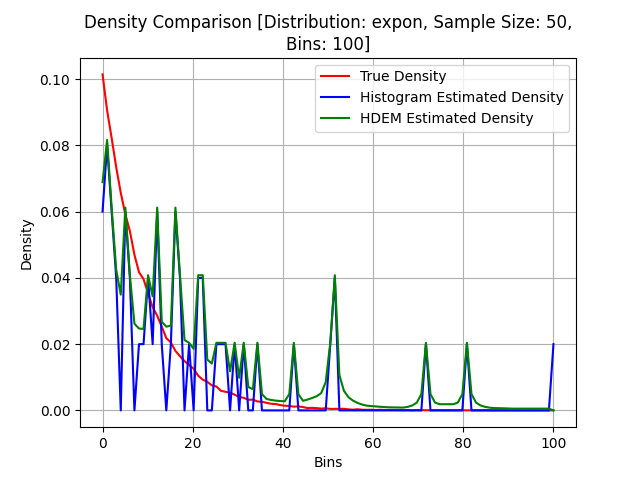 Density Comparison [Distribution: expon, Sample Size: 50,
Bins: 100]
True Density
Histogram Estimated Density
HDEM Estimated Density
Density
0.10
0.08
0.06
0.04
0.02
0.00
0 20 40 60 80 100
Bins